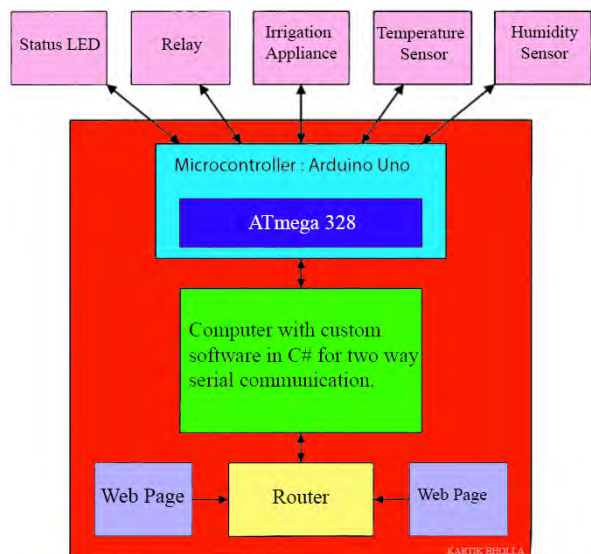 Status LED
Relay
Irrigation
Appliance
Temperature
Sensor
Humidity
Sensor
Microcontroller : Arduino Uno
ATmega 328
Computer with custom
software in C# for two way
serial communication.
Web Page
Router
Web Page
KARTIK BHOLLA